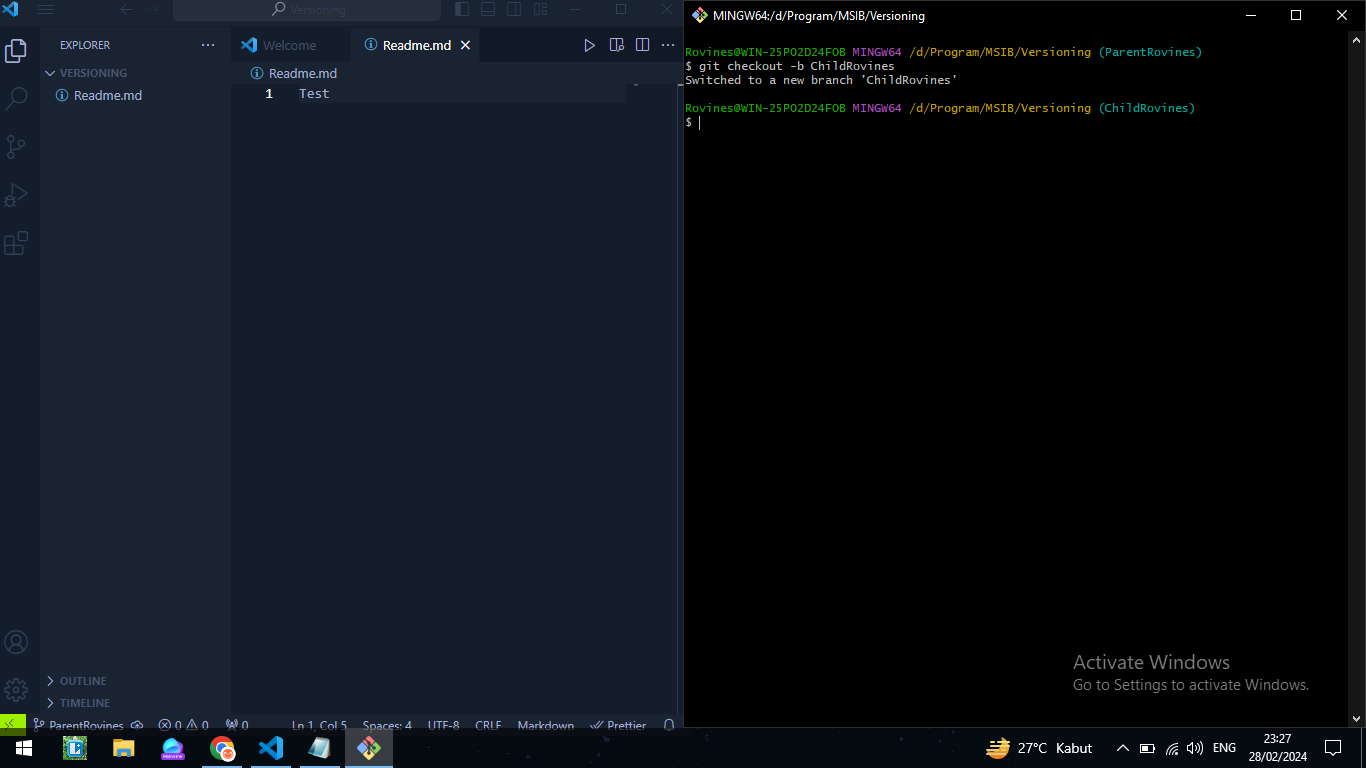 Versioning
EXPLORER
VERSIONING
Readme.md
OUTLINE
TIMELINE
Welcome
Readme.md
Readme.md
1 Test
ParentRovines 0 0 0 Ln 1, Col 5 Spaces: 4 UTF-8 CRLF Markdown Prettier
MINGW64:/d/Program/MSIB/Versioning
Rovines@WIN-25PO2D24FOB MINGW64 /d/Program/MSIB/Versioning (ParentRovines)
$ git checkout -b ChildRovines
Switched to a new branch 'ChildRovines'
Rovines@WIN-25PO2D24FOB MINGW64 /d/Program/MSIB/Versioning (ChildRovines)
$
Activate Windows
Go to Settings to activate Windows.
PREVIEW
27°C Kabut
ENG
23:27
28/02/2024